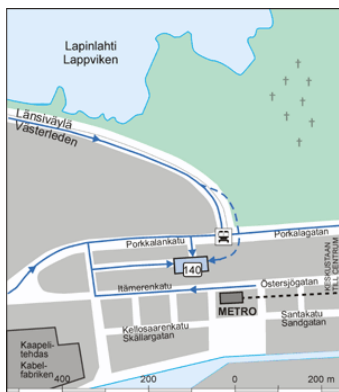 Lapinlahti
Lappviken
Länsiväylä
Västerleden
Porkkalankatu
Porkalagatan
140
Itämerenkatu
Östersjögatan
KESKUSTAAN
TILL CENTRUM
METRO
Kellosaarenkatu
Skällargatan
Santakatu
Sandgatan
Kaapeli-
tehdas
Kabel-
fabriken
400 200 0 200 m